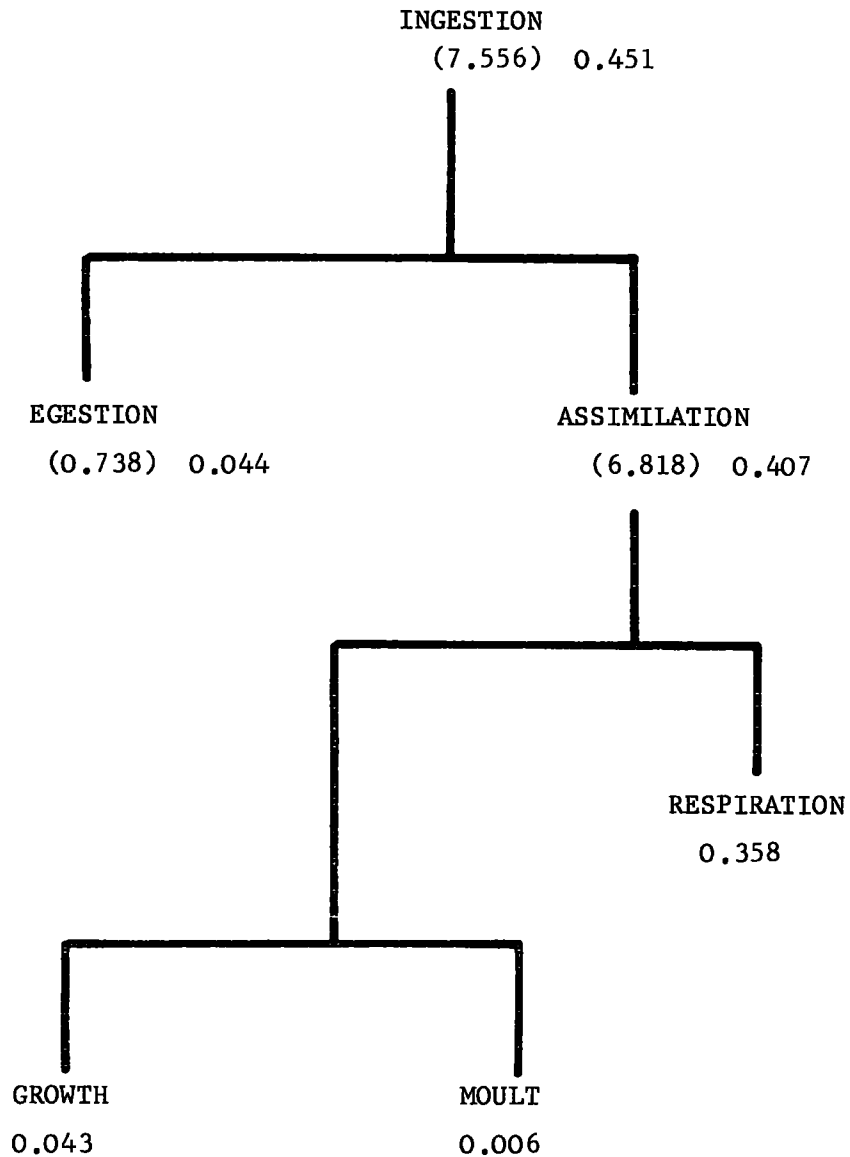 INGESTION
(7.556) 0.451
EGESTION
ASSIMILATION
(0.738) 0.044
(6.818) 0.407
RESPIRATION
0.358
GROWTH
MOULT
0.043
0.006